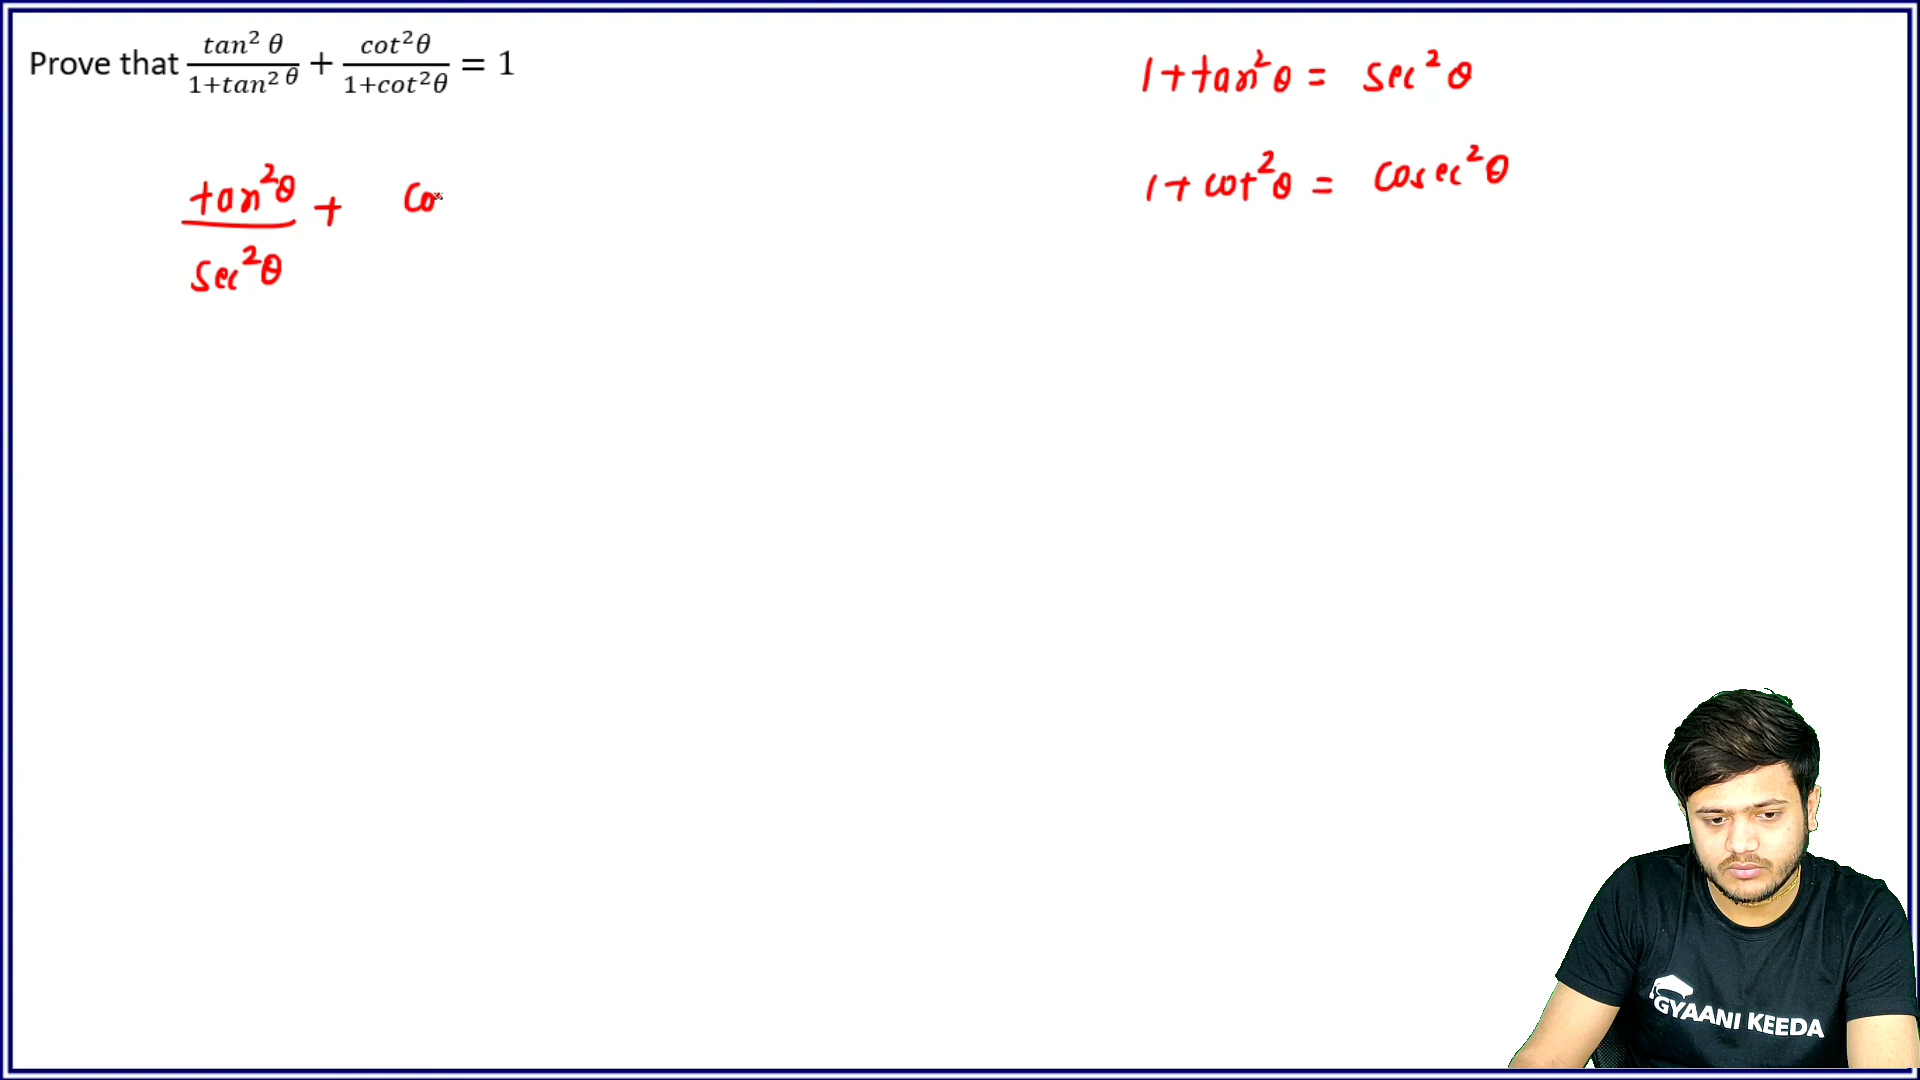 Prove that tan² θ / 1+tan² θ + cot²θ / 1+cot²θ = 1
1+tan²θ = sec²θ
1+cot²θ = cosec²θ
tan²θ / sec²θ + co
GYAANI KEEDA